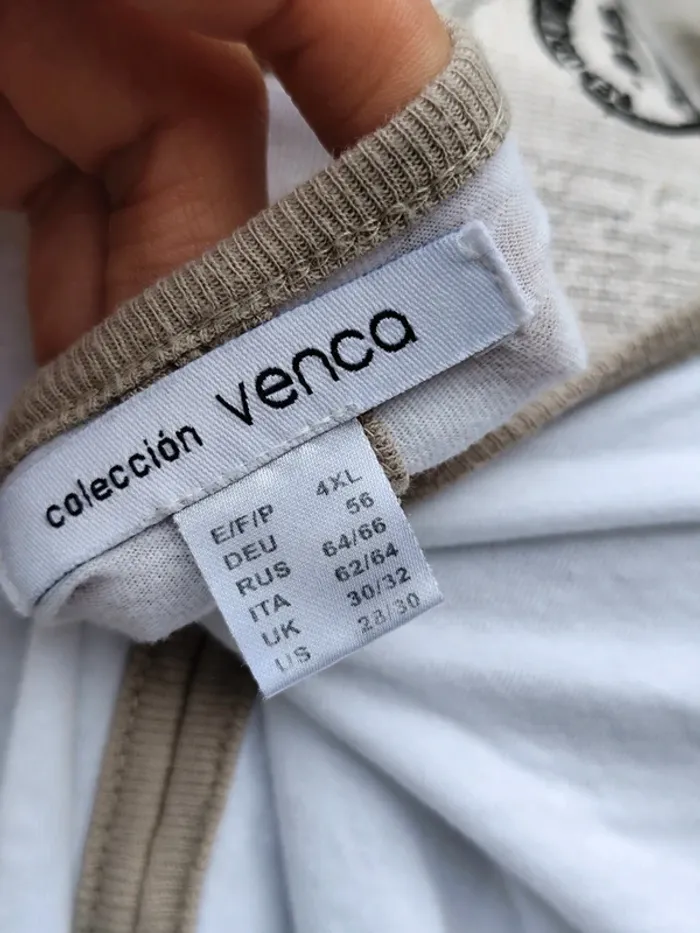 colección venca
E/F/P 4XL
DEU 56
RUS 64/66
ITA 62/64
UK 30/32
US 28/30